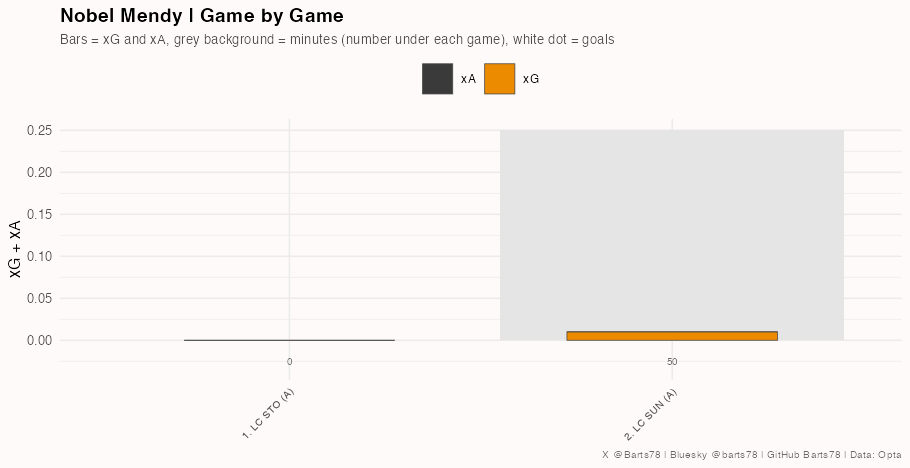 Nobel Mendy | Game by Game
Bars = xG and xA, grey background = minutes (number under each game), white dot = goals
xA xG
xG + xA
0.25
0.20
0.15
0.10
0.05
0.00
0 50
1. LC STO (A) 2. LC SUN (A)
X @Barts78 | Bluesky @barts78 | GitHub Barts78 | Data: Opta